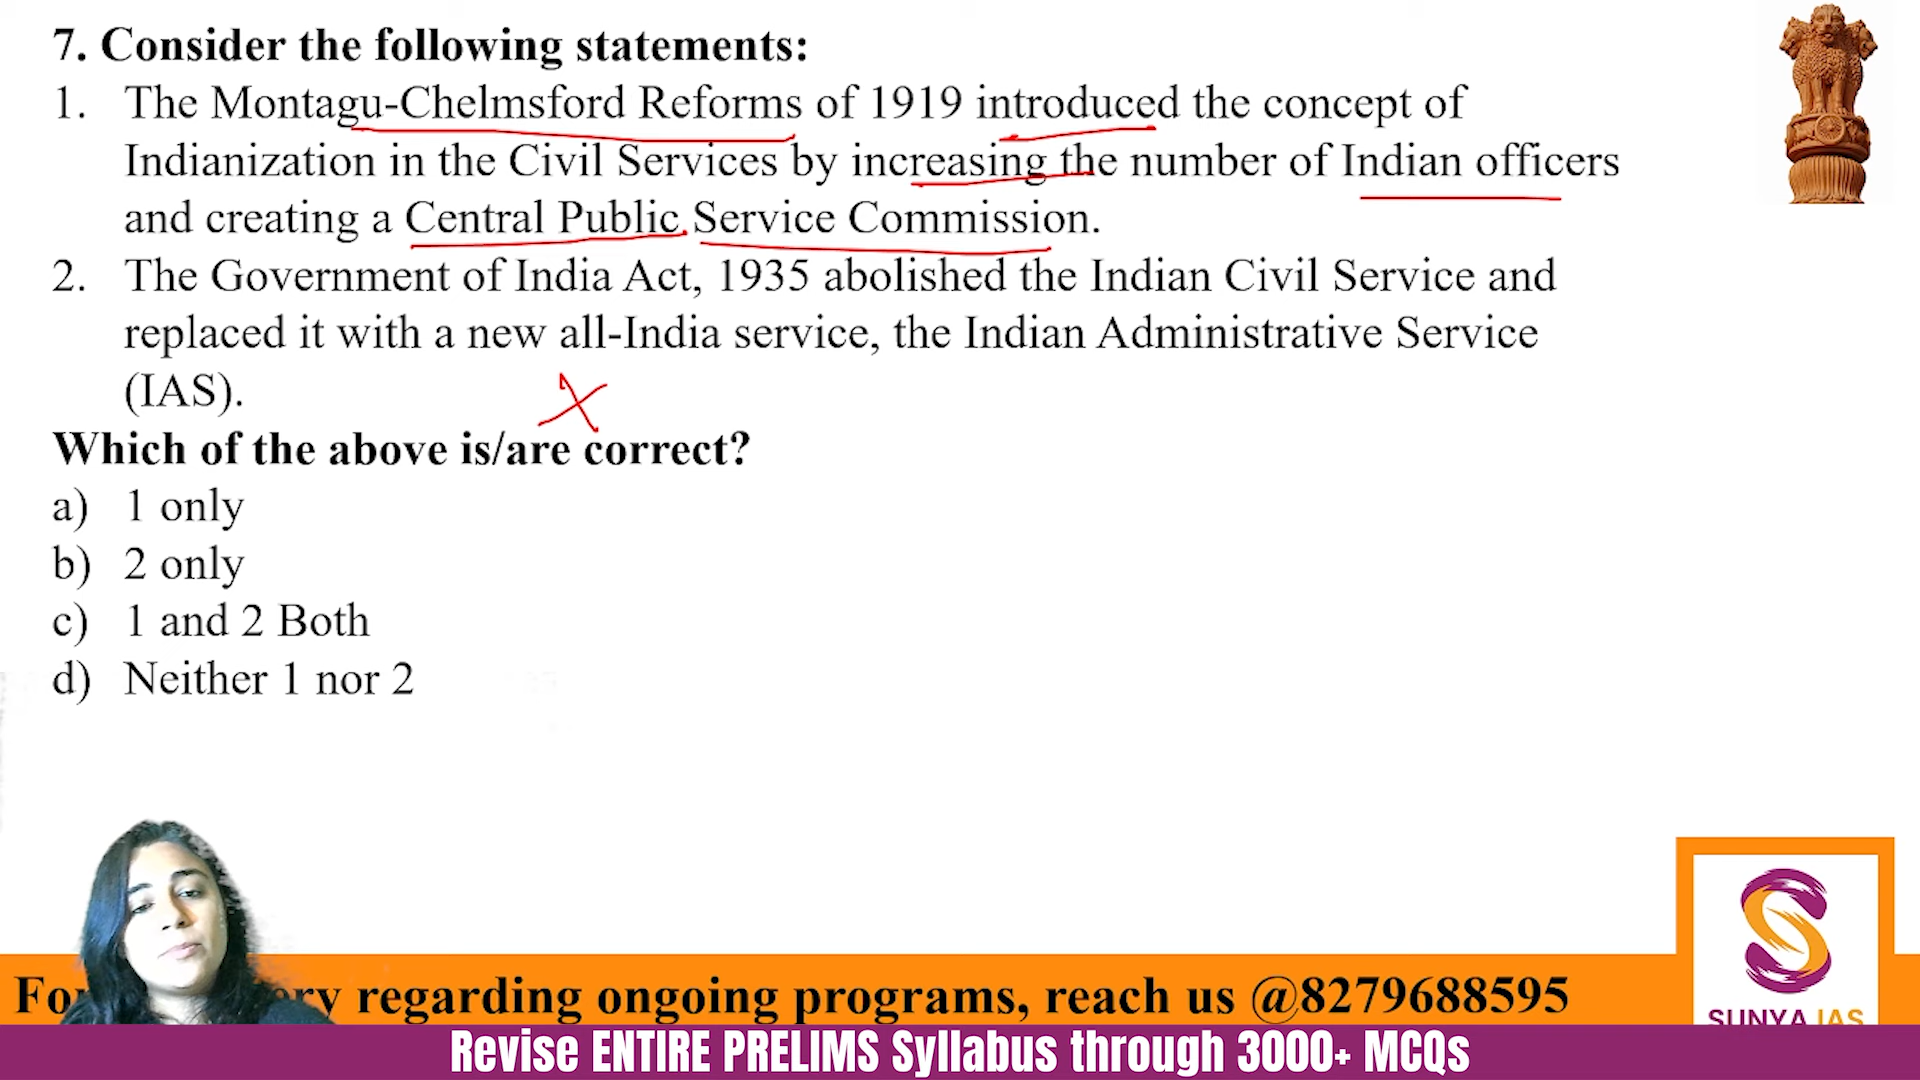 7. Consider the following statements:
1. The Montagu-Chelmsford Reforms of 1919 introduced the concept of
Indianization in the Civil Services by increasing the number of Indian officers
and creating a Central Public Service Commission.
2. The Government of India Act, 1935 abolished the Indian Civil Service and
replaced it with a new all-India service, the Indian Administrative Service
(IAS).
Which of the above is/are correct?
a) 1 only
b) 2 only
c) 1 and 2 Both
d) Neither 1 nor 2
regarding ongoing programs, reach us @8279688595
SUNYA IAS
Revise ENTIRE PRELIMS Syllabus through 3000+ MCQs